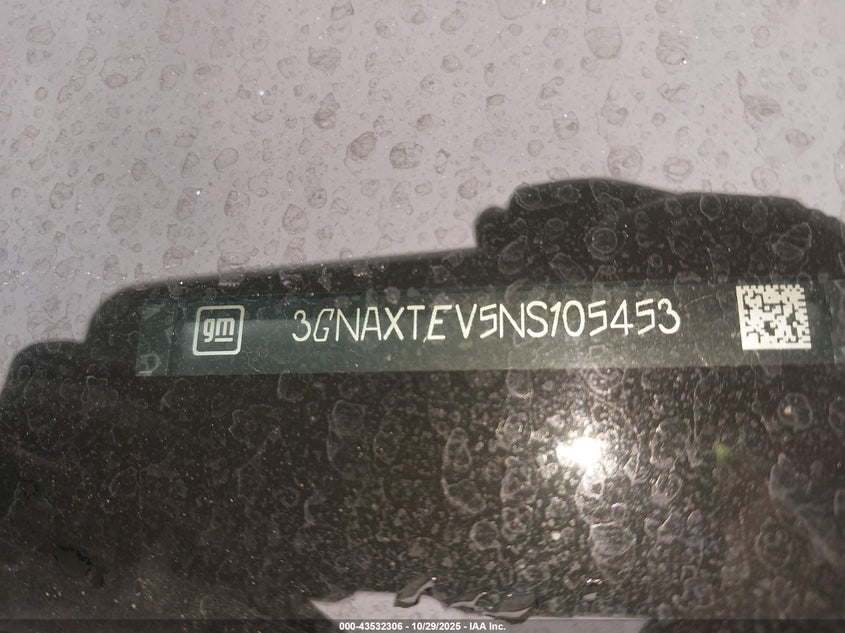 gm 3GNAXTEV5NS105453
000-43532306 - 10/29/2025 - IAA Inc.